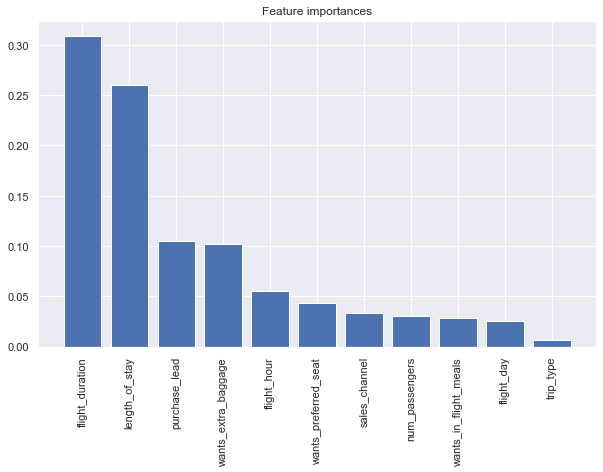 Feature importances
0.30
0.25
0.20
0.15
0.10
0.05
0.00
flight_duration
length_of_stay
purchase_lead
wants_extra_baggage
flight_hour
wants_preferred_seat
sales_channel
num_passengers
wants_in_flight_meals
flight_day
trip_type